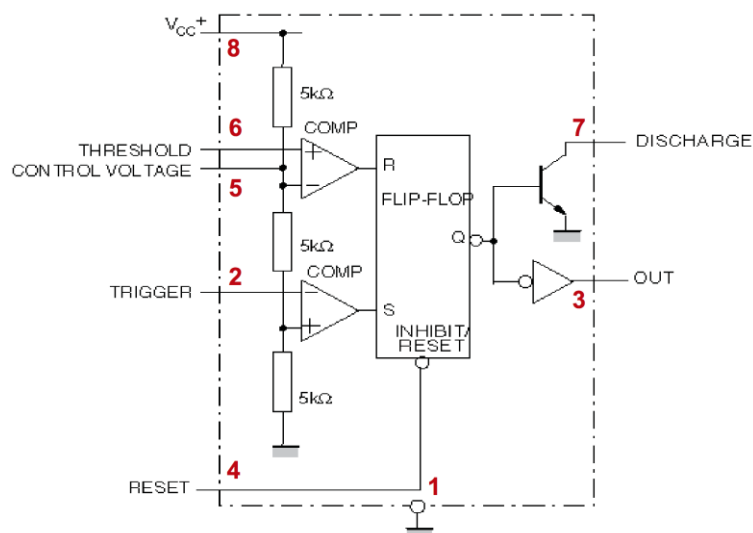 VCC+
8
5kΩ
6
COMP
7
THRESHOLD
+
DISCHARGE
CONTROL VOLTAGE
R
5
−
FLIP-FLOP
5kΩ
Q
2
COMP
TRIGGER
−
OUT
3
S
+
INHIBIT/
RESET
5kΩ
4
RESET
1